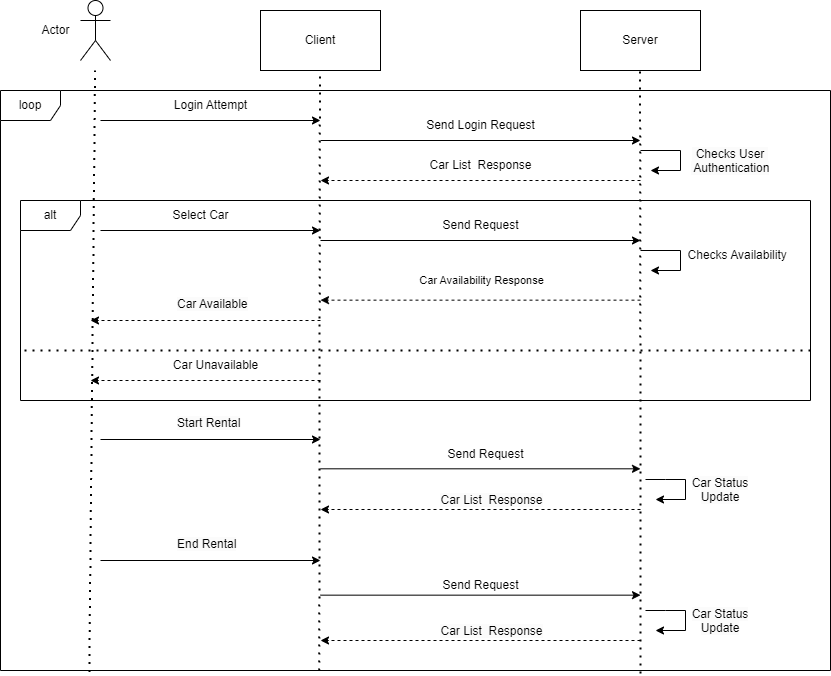 Actor
Client
Server
loop
Login Attempt
Send Login Request
Checks User
Authentication
Car List  Response
alt
Select Car
Send Request
Checks Availability
Car Availability Response
Car Available
Car Unavailable
Start Rental
Send Request
Car Status
Update
Car List  Response
End Rental
Send Request
Car Status
Update
Car List  Response